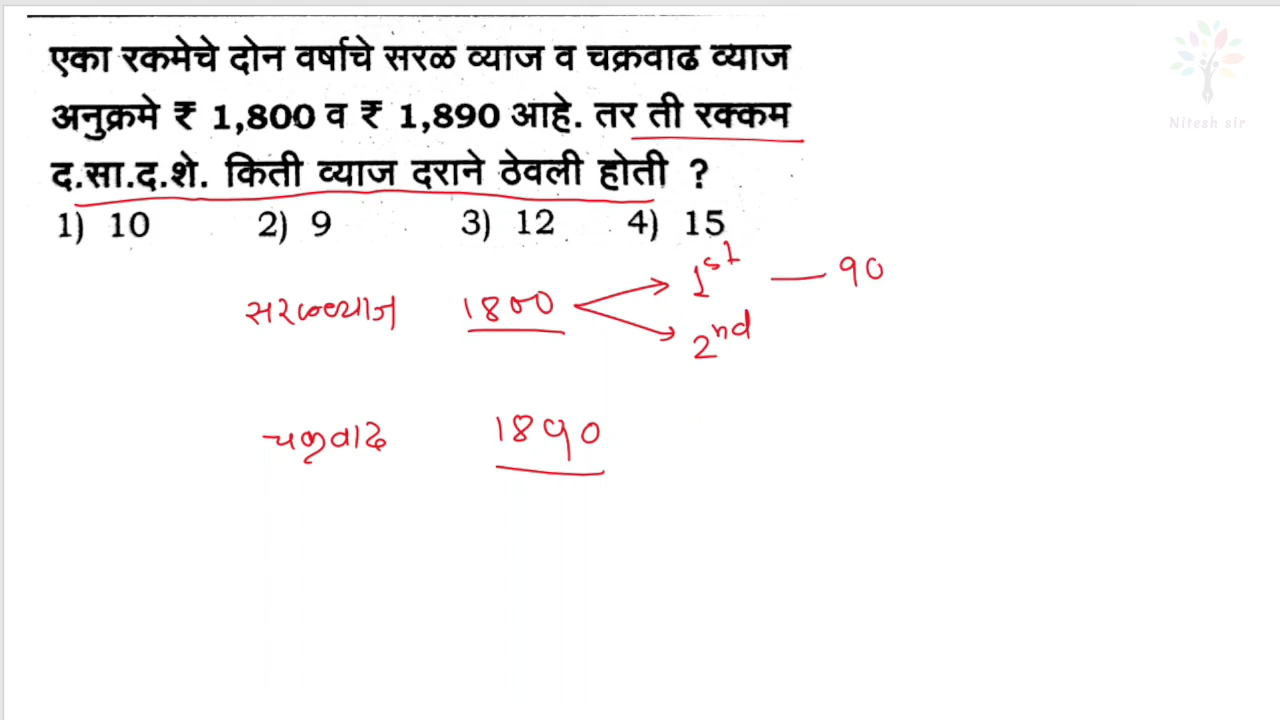 एका रकमेचे दोन वर्षाचे सरळ व्याज व चक्रवाढ व्याज
अनुक्रमे ₹ 1,800 व ₹ 1,890 आहे. तर ती रक्कम
द.सा.द.शे. किती व्याज दराने ठेवली होती ?
1) 10 2) 9 3) 12 4) 15
सरळव्याज 1800 1st — 90
2nd
चक्रवाढ 1890
Nitesh sir